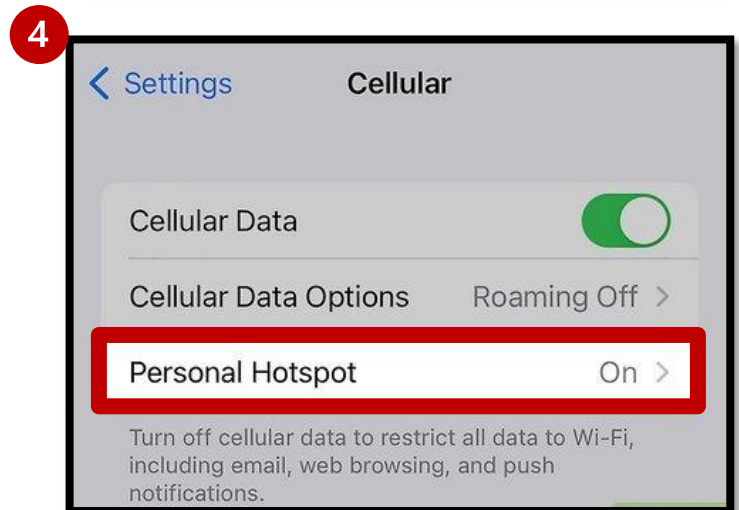 4
Settings
Cellular
Cellular Data
Cellular Data Options Roaming Off
Personal Hotspot On
Turn off cellular data to restrict all data to Wi-Fi,
including email, web browsing, and push
notifications.